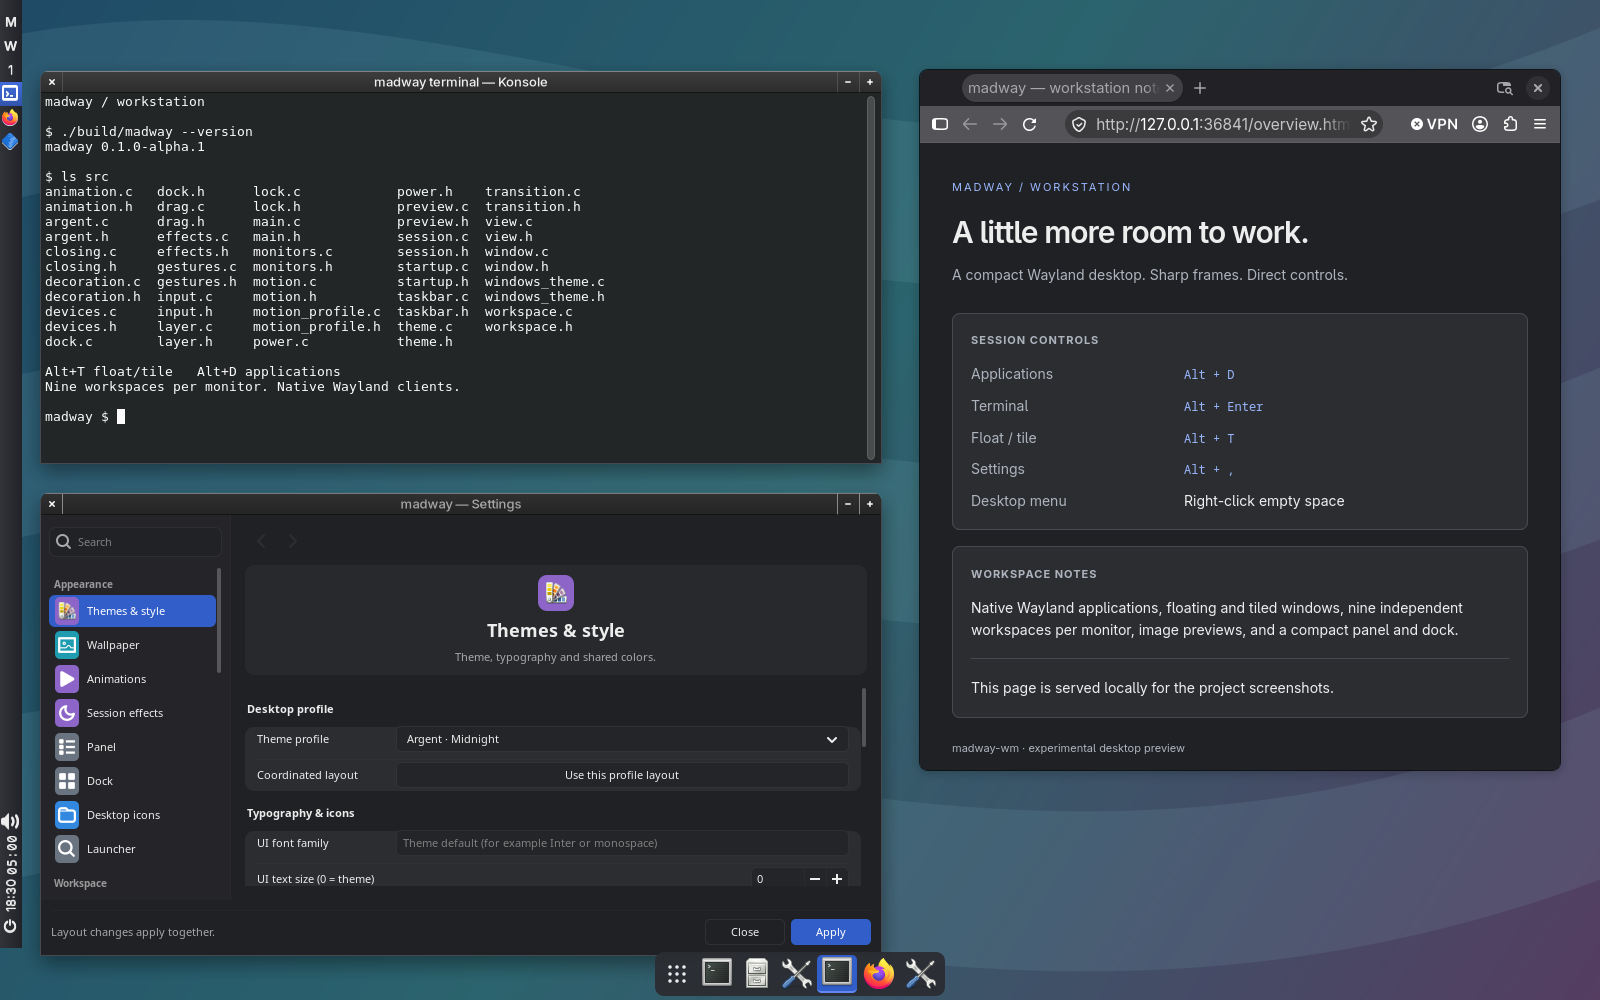 M
W
1
18:30 05:00
madway terminal — Konsole
madway / workstation
$ ./build/madway --version
madway 0.1.0-alpha.1
$ ls src
animation.c dock.h lock.c power.h transition.c
animation.h drag.c lock.h preview.c transition.h
argent.c drag.h main.c preview.h view.c
argent.h effects.c main.h session.c view.h
closing.c effects.h monitors.c session.h window.c
closing.h gestures.c monitors.h startup.c window.h
decoration.c gestures.h motion.c startup.h windows_theme.c
decoration.h input.c motion.h taskbar.c windows_theme.h
devices.c input.h motion_profile.c taskbar.h workspace.c
devices.h layer.c motion_profile.h theme.c workspace.h
dock.c layer.h power.c theme.h
Alt+T float/tile Alt+D applications
Nine workspaces per monitor. Native Wayland clients.
madway $
madway — Settings
Search
Appearance
Themes & style
Wallpaper
Animations
Session effects
Panel
Dock
Desktop icons
Launcher
Workspace
Themes & style
Theme, typography and shared colors.
Desktop profile
Theme profile Argent · Midnight
Coordinated layout Use this profile layout
Typography & icons
UI font family Theme default (for example Inter or monospace)
UI text size (0 = theme) 0
Layout changes apply together.
Close Apply
madway — workstation not
http://127.0.0.1:36841/overview.htm
VPN
MADWAY / WORKSTATION
A little more room to work.
A compact Wayland desktop. Sharp frames. Direct controls.
SESSION CONTROLS
Applications Alt + D
Terminal Alt + Enter
Float / tile Alt + T
Settings Alt + ,
Desktop menu Right-click empty space
WORKSPACE NOTES
Native Wayland applications, floating and tiled windows, nine independent
workspaces per monitor, image previews, and a compact panel and dock.
This page is served locally for the project screenshots.
madway-wm · experimental desktop preview